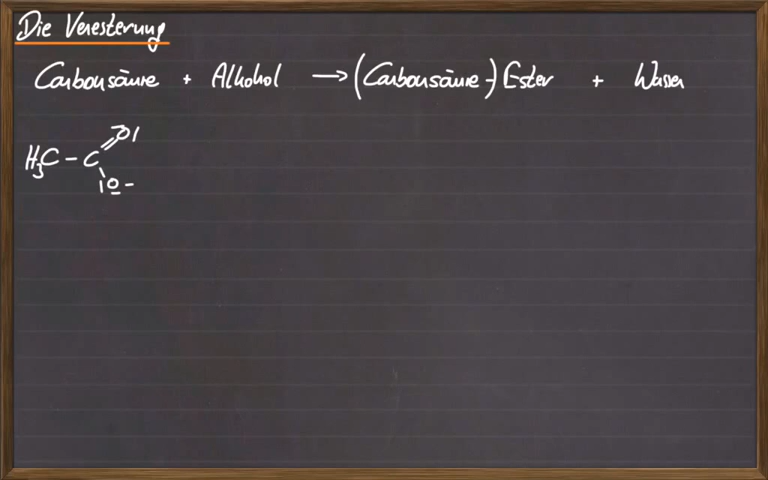 Die Veresterung
Carbonsäure + Alkohol → (Carbonsäure-) Ester + Wasser
O
H₃C - C
O -